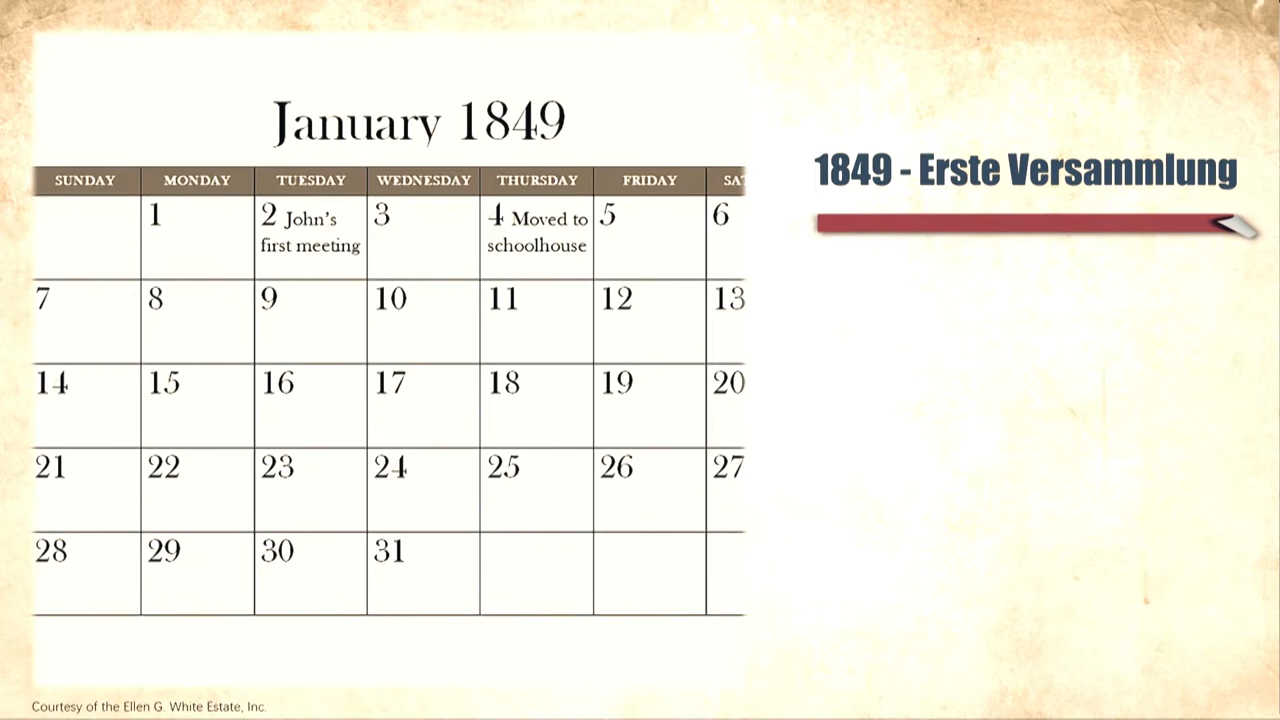 January 1849
SUNDAY MONDAY TUESDAY WEDNESDAY THURSDAY FRIDAY SAT
1 2 John's 3 4 Moved to 5 6
first meeting schoolhouse
7 8 9 10 11 12 13
14 15 16 17 18 19 20
21 22 23 24 25 26 27
28 29 30 31
1849 - Erste Versammlung
Courtesy of the Ellen G. White Estate, Inc.